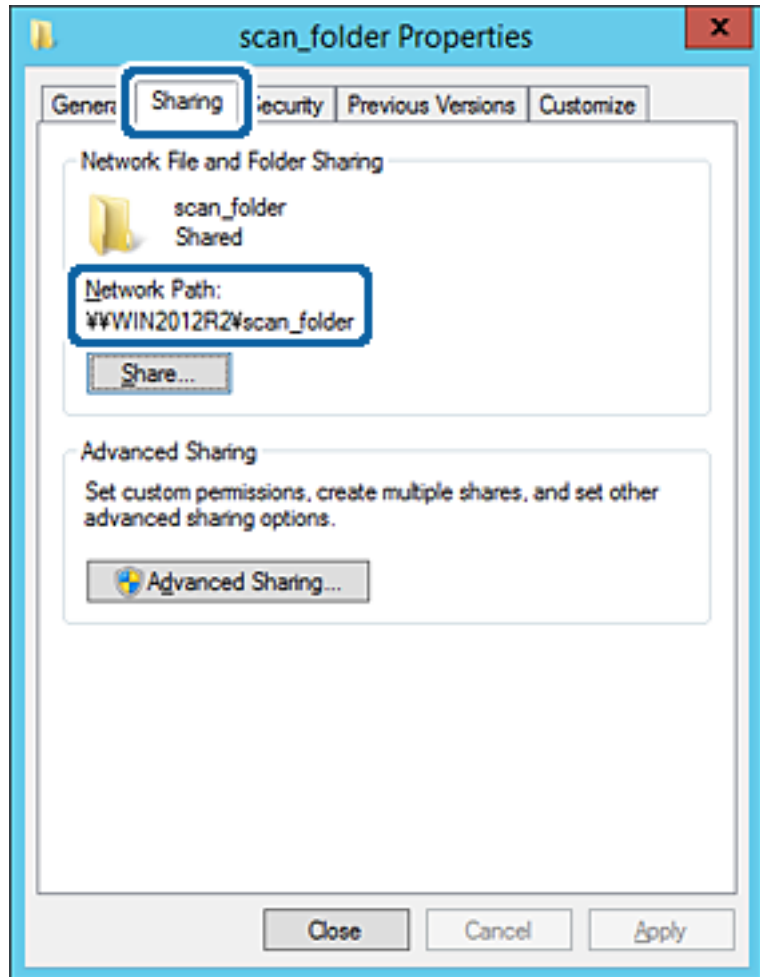 scan_folder Properties
x
Genera Sharing Security Previous Versions Customize
Network File and Folder Sharing
scan_folder
Shared
Network Path:
¥¥WIN2012R2¥scan_folder
Share...
Advanced Sharing
Set custom permissions, create multiple shares, and set other
advanced sharing options.
Advanced Sharing...
Close Cancel Apply